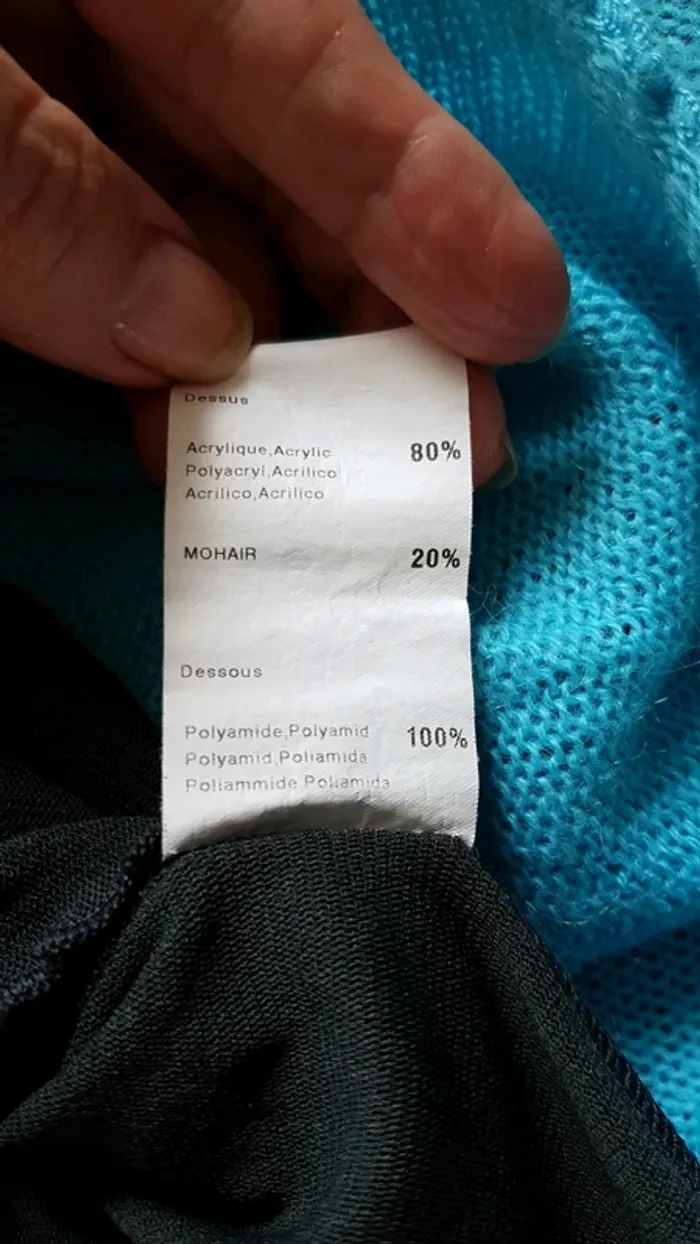 Dessus
Acrylique,Acrylic 80%
Polyacryl,Acrilico
Acrilico,Acrilico
MOHAIR 20%
Dessous
Polyamide,Polyamid 100%
Polyamid,Poliamida
Poliammide Poliamida